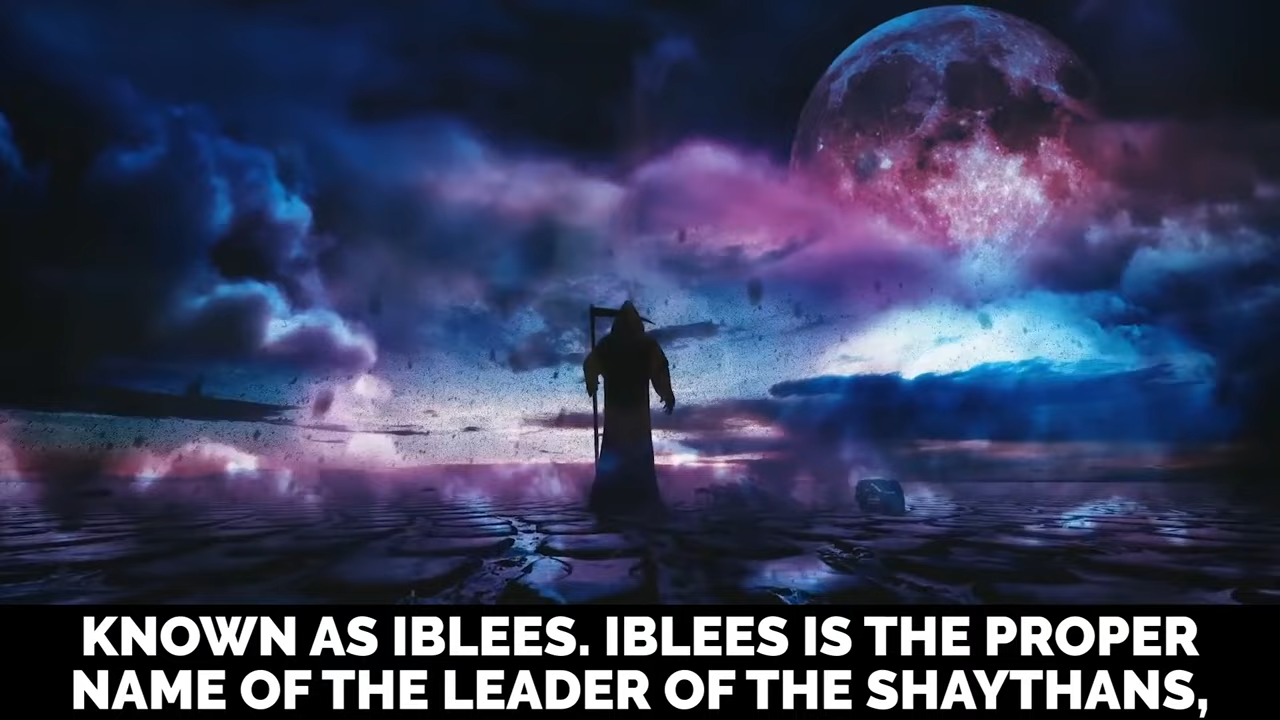 KNOWN AS IBLEES. IBLEES IS THE PROPER
NAME OF THE LEADER OF THE SHAYTHANS,